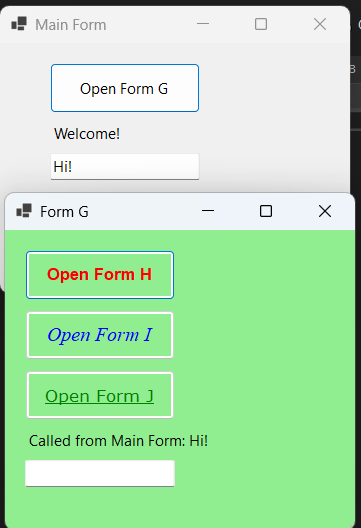 Main Form
Open Form G
Welcome!
Hi!
Form G
Open Form H
Open Form I
Open Form J
Called from Main Form: Hi!